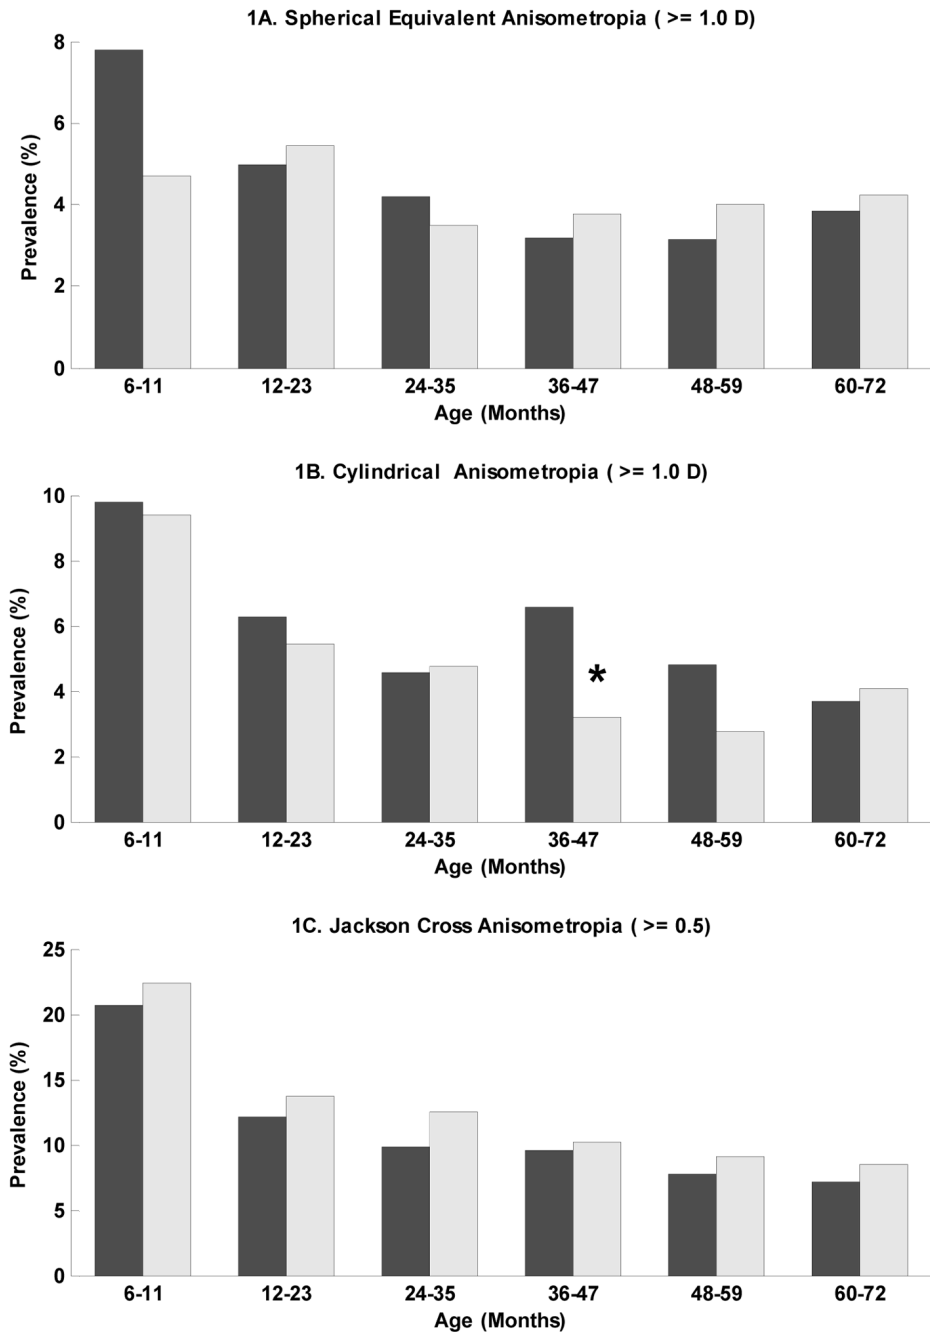 1A. Spherical Equivalent Anisometropia ( >= 1.0 D)
Prevalence (%)
8
6
4
2
0
6-11 12-23 24-35 36-47 48-59 60-72
Age (Months)
1B. Cylindrical Anisometropia ( >= 1.0 D)
Prevalence (%)
10
8
6
4
2
0
*
6-11 12-23 24-35 36-47 48-59 60-72
Age (Months)
1C. Jackson Cross Anisometropia ( >= 0.5)
Prevalence (%)
25
20
15
10
5
0
6-11 12-23 24-35 36-47 48-59 60-72
Age (Months)